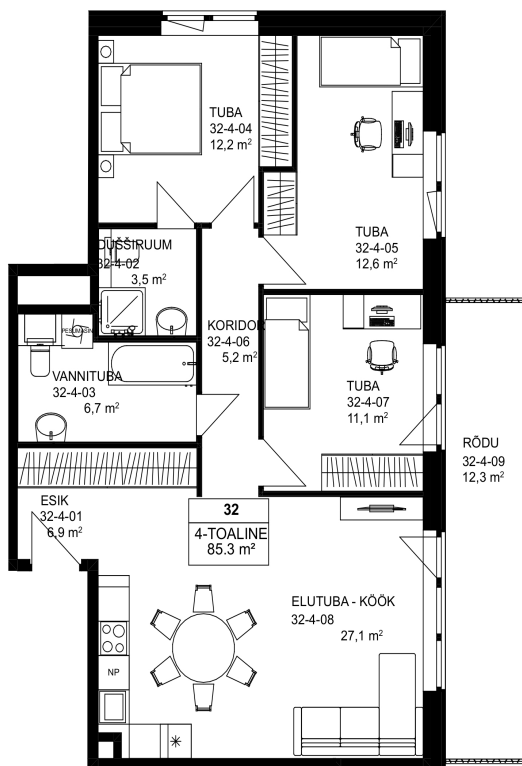 TUBA
32-4-04
12,2 m²
TUBA
32-4-05
12,6 m²
DUŠŠIRUUM
32-4-02
3,5 m²
KORIDOR
32-4-06
5,2 m²
PESUMASIN
VANNITUBA
32-4-03
6,7 m²
TUBA
32-4-07
11,1 m²
RÕDU
32-4-09
12,3 m²
ESIK
32-4-01
6,9 m²
32
4-TOALINE
85.3 m²
ELUTUBA - KÖÖK
32-4-08
27,1 m²
NP